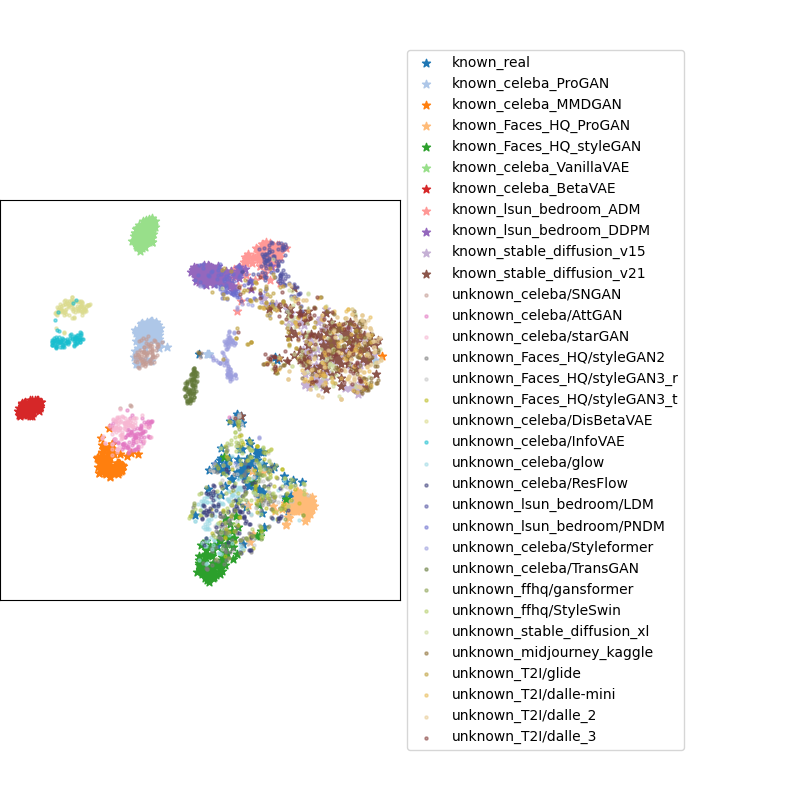 known_real
known_celeba_ProGAN
known_celeba_MMDGAN
known_Faces_HQ_ProGAN
known_Faces_HQ_styleGAN
known_celeba_VanillaVAE
known_celeba_BetaVAE
known_lsun_bedroom_ADM
known_lsun_bedroom_DDPM
known_stable_diffusion_v15
known_stable_diffusion_v21
unknown_celeba/SNGAN
unknown_celeba/AttGAN
unknown_celeba/starGAN
unknown_Faces_HQ/styleGAN2
unknown_Faces_HQ/styleGAN3_r
unknown_Faces_HQ/styleGAN3_t
unknown_celeba/DisBetaVAE
unknown_celeba/InfoVAE
unknown_celeba/glow
unknown_celeba/ResFlow
unknown_lsun_bedroom/LDM
unknown_lsun_bedroom/PNDM
unknown_celeba/Styleformer
unknown_celeba/TransGAN
unknown_ffhq/gansformer
unknown_ffhq/StyleSwin
unknown_stable_diffusion_xl
unknown_midjourney_kaggle
unknown_T2I/glide
unknown_T2I/dalle-mini
unknown_T2I/dalle_2
unknown_T2I/dalle_3